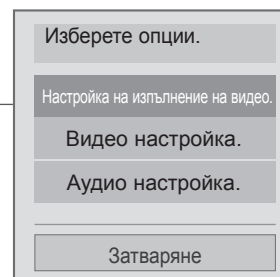 Изберете опции.
Настройка на изпълнение на видео.
Видео настройка.
Аудио настройка.
Затваряне